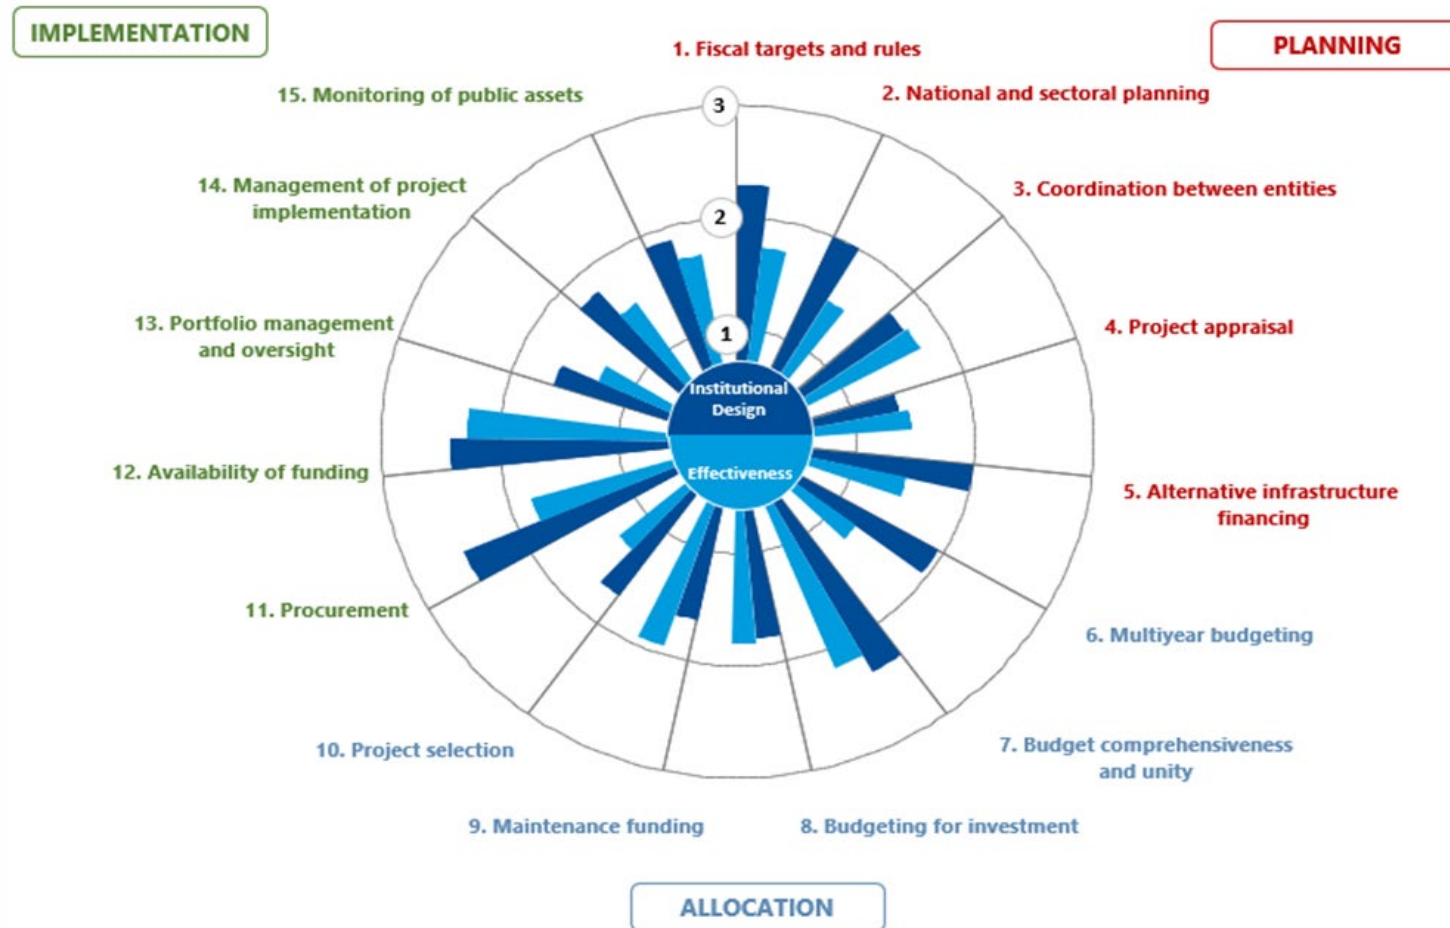 IMPLEMENTATION
PLANNING
1. Fiscal targets and rules
2. National and sectoral planning
3. Coordination between entities
4. Project appraisal
5. Alternative infrastructure
financing
6. Multiyear budgeting
7. Budget comprehensiveness
and unity
8. Budgeting for investment
9. Maintenance funding
10. Project selection
11. Procurement
12. Availability of funding
13. Portfolio management
and oversight
14. Management of project
implementation
15. Monitoring of public assets
3
2
1
Institutional
Design
Effectiveness
ALLOCATION